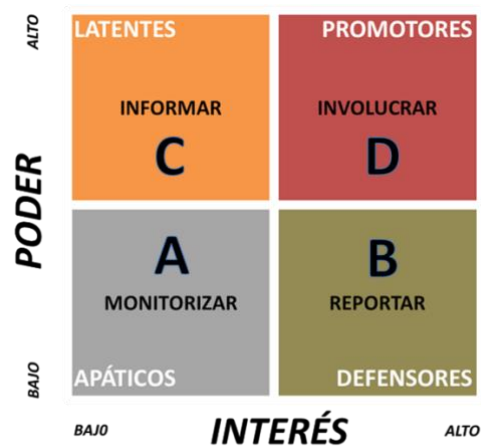 ALTO
LATENTES
PROMOTORES
INFORMAR
INVOLUCRAR
C
D
PODER
A
B
MONITORIZAR
REPORTAR
BAJO
APÁTICOS
DEFENSORES
BAJ0
INTERÉS
ALTO